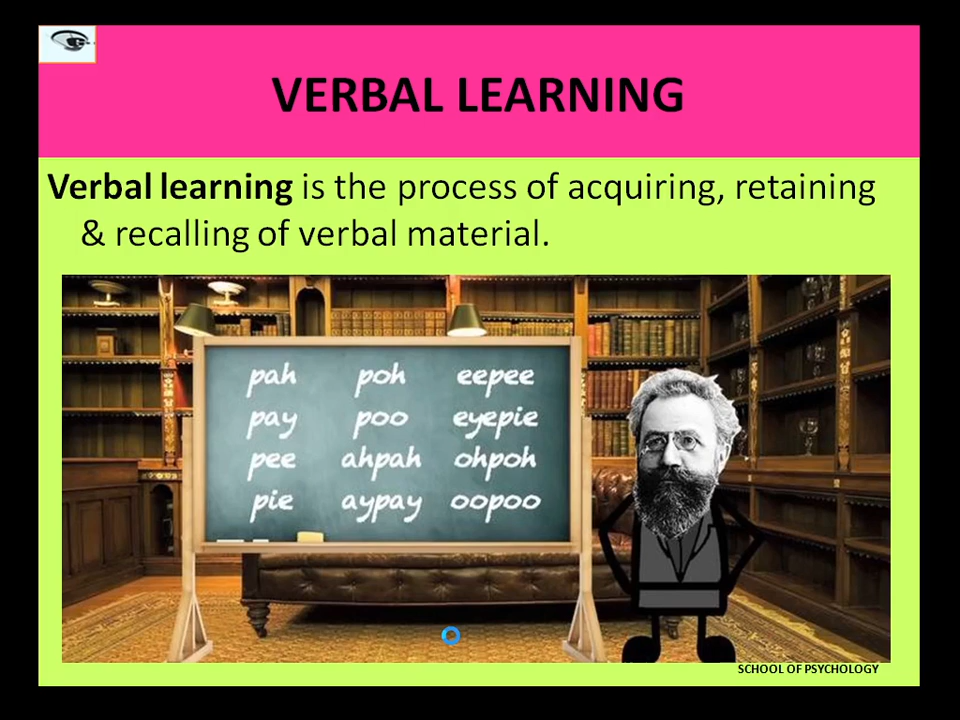 VERBAL LEARNING
Verbal learning is the process of acquiring, retaining
& recalling of verbal material.
pah poh eepee
pay poo eyepie
pee ahpah ohpoh
pie aypay oopoo
SCHOOL OF PSYCHOLOGY